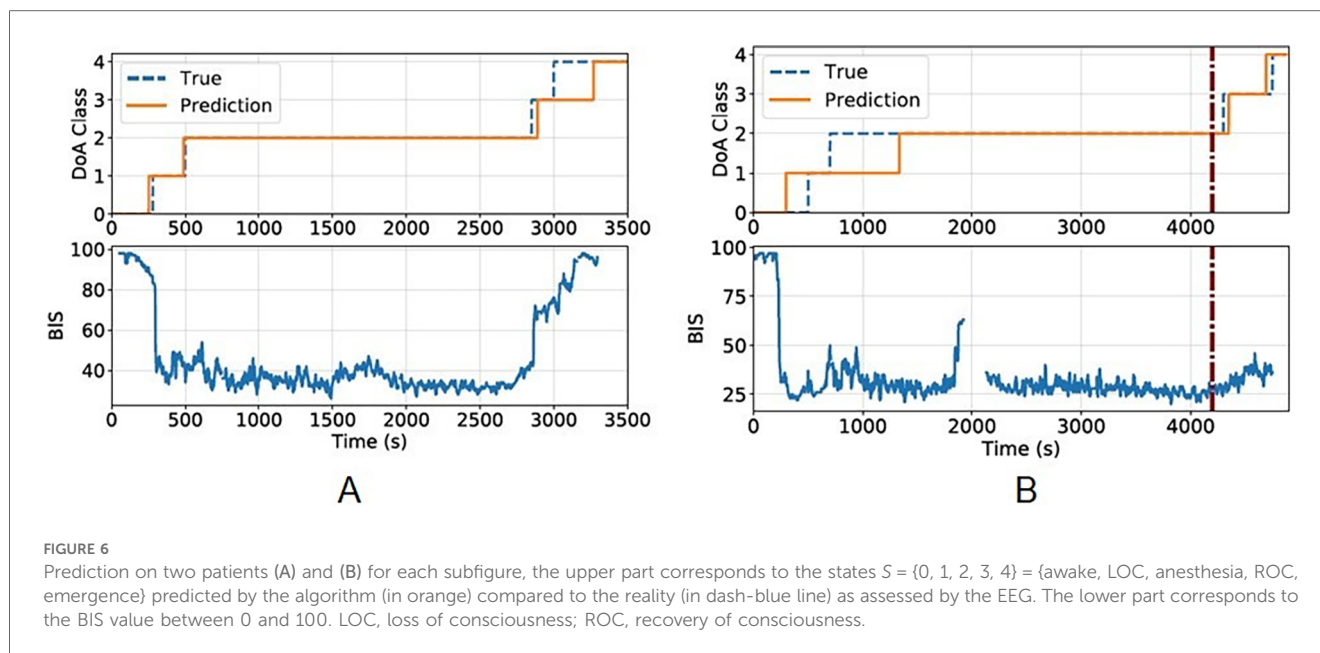 4
3
2
1
0
DoA Class
True
Prediction
0 500 1000 1500 2000 2500 3000 3500
100
80
60
40
BIS
0 500 1000 1500 2000 2500 3000 3500
Time (s)
A
4
3
2
1
0
DoA Class
True
Prediction
0 1000 2000 3000 4000
100
75
50
25
BIS
0 1000 2000 3000 4000
Time (s)
B
FIGURE 6
Prediction on two patients (A) and (B) for each subfigure, the upper part corresponds to the states S = {0, 1, 2, 3, 4} = {awake, LOC, anesthesia, ROC,
emergence} predicted by the algorithm (in orange) compared to the reality (in dash-blue line) as assessed by the EEG. The lower part corresponds to
the BIS value between 0 and 100. LOC, loss of consciousness; ROC, recovery of consciousness.